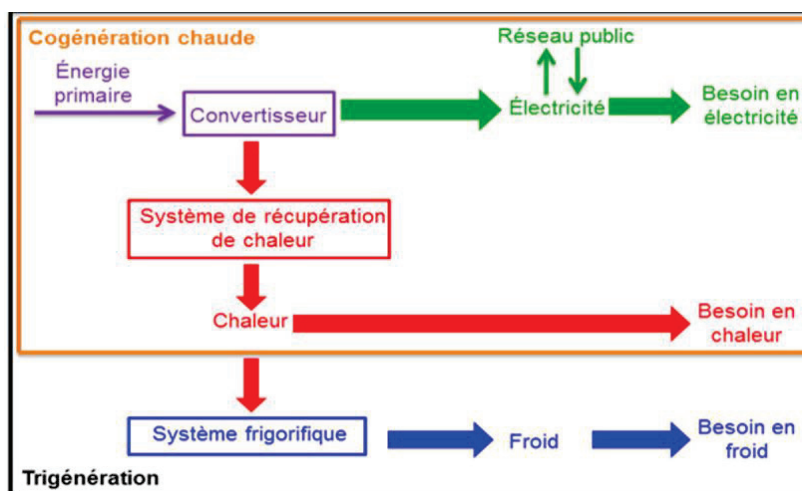 Cogénération chaude
Réseau public
Énergie
primaire
Convertisseur
Électricité
Besoin en
électricité
Système de récupération
de chaleur
Chaleur
Besoin en
chaleur
Système frigorifique
Froid
Besoin en
froid
Trigénération